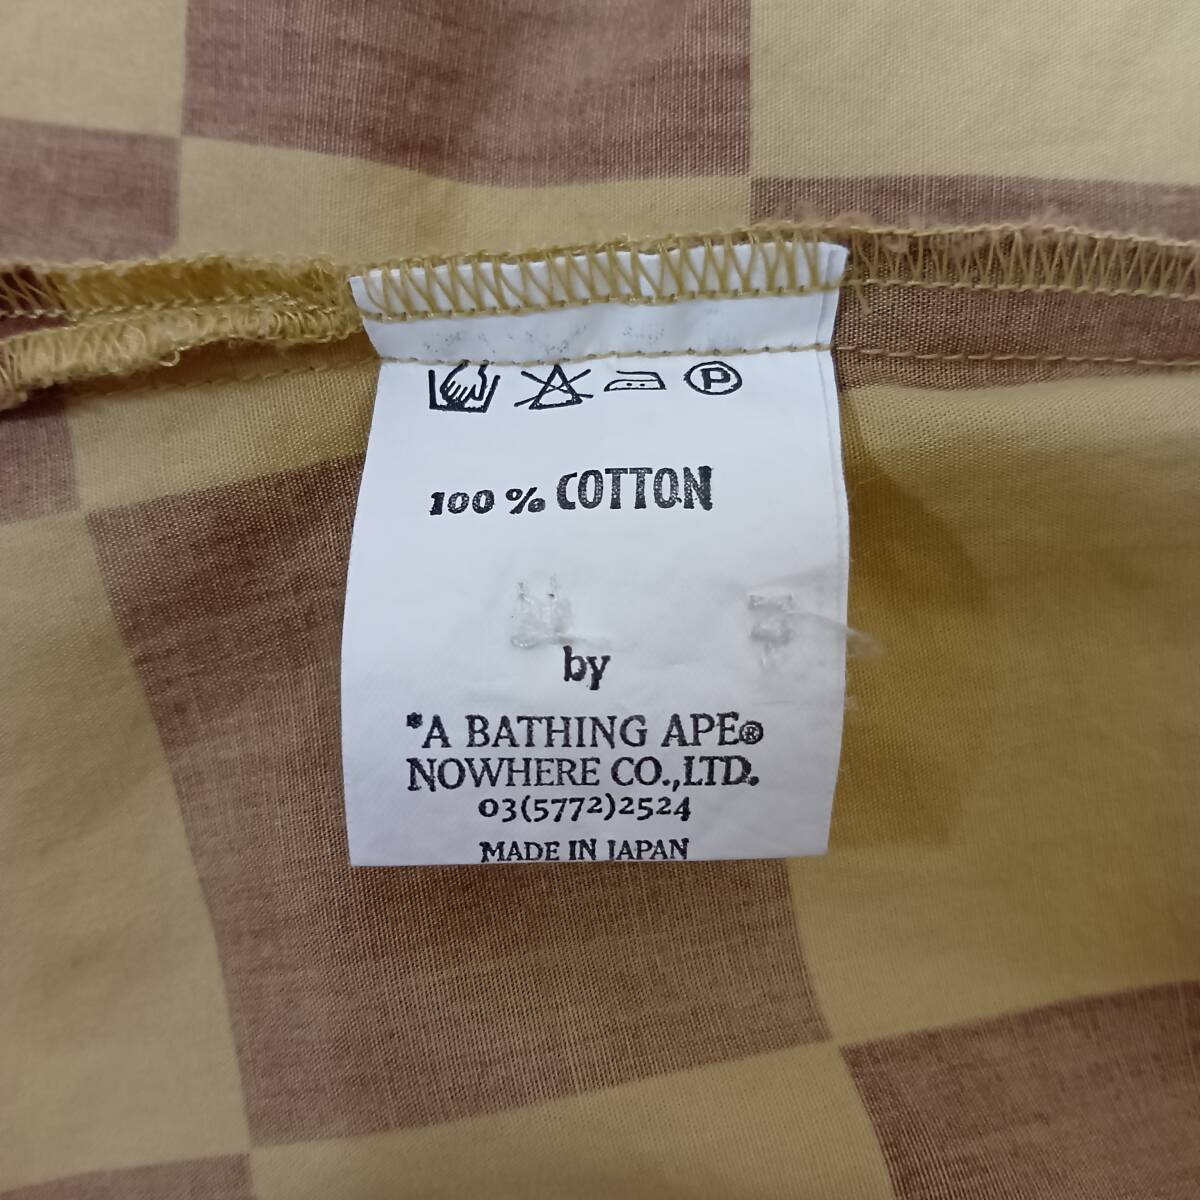 P
100 % COTTON
by
*A BATHING APE®
NOWHERE CO.,LTD.
03(5772)2524
MADE IN JAPAN